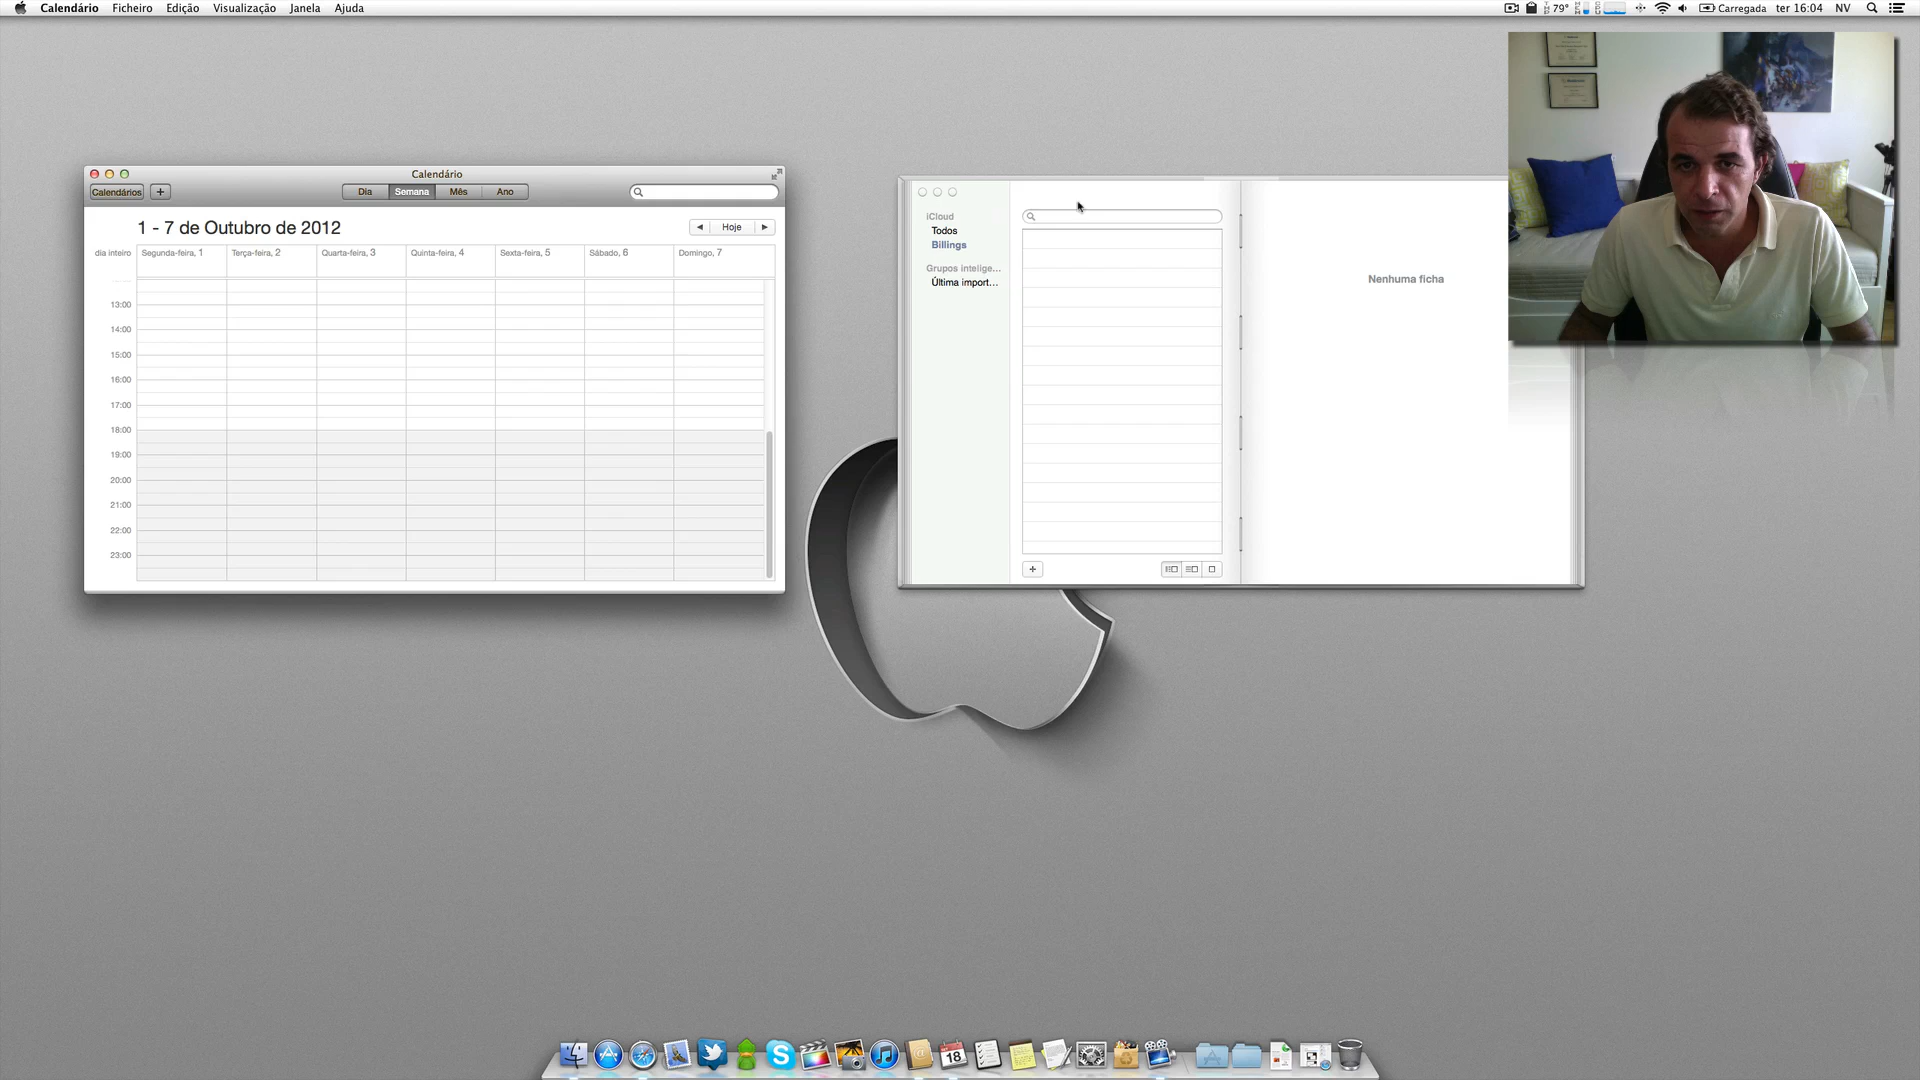 Calendário Ficheiro Edição Visualização Janela Ajuda
79° Carregada ter 16:04 NV
Calendário
Calendários + Dia Semana Mês Ano
1 - 7 de Outubro de 2012
Hoje
dia inteiro Segunda-feira, 1 Terça-feira, 2 Quarta-feira, 3 Quinta-feira, 4 Sexta-feira, 5 Sábado, 6 Domingo, 7
13:00
14:00
15:00
16:00
17:00
18:00
19:00
20:00
21:00
22:00
23:00
iCloud
Todos
Billings
Grupos intelige...
Última import...
+
Nenhuma ficha
18